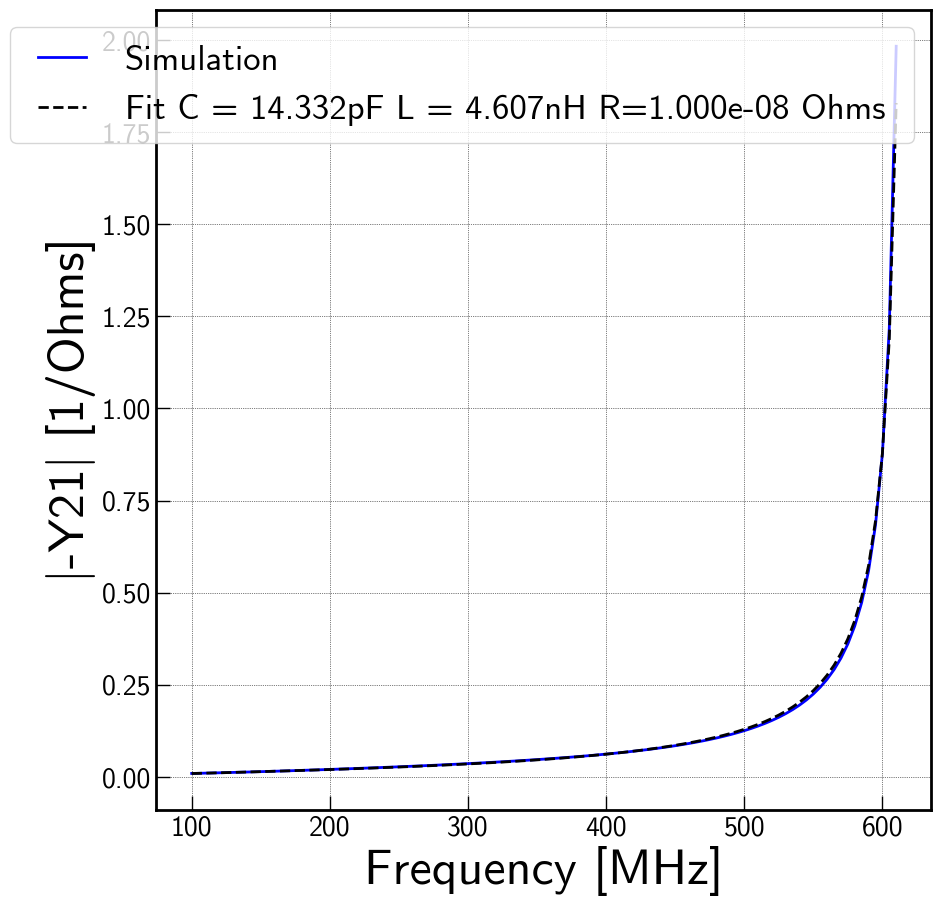 2.00
Simulation
Fit C = 14.332pF L = 4.607nH R=1.000e-08 Ohms
1.75
1.50
1.25
1.00
0.75
0.50
0.25
0.00
|-Y21| [1/Ohms]
100 200 300 400 500 600
Frequency [MHz]